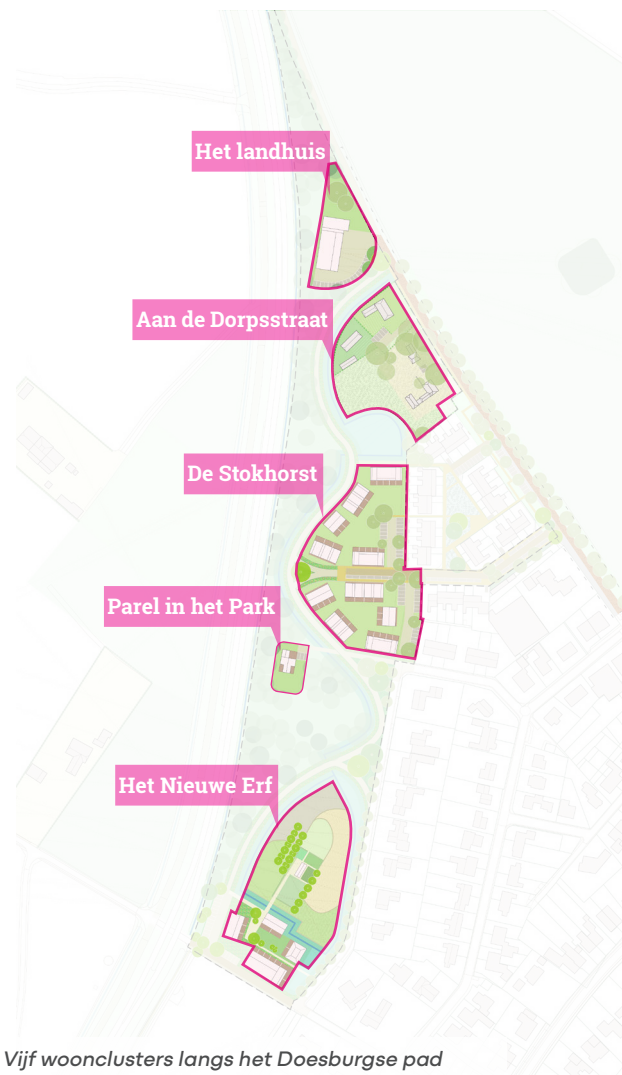 Het landhuis
Aan de Dorpsstraat
De Stokhorst
Parel in het Park
Het Nieuwe Erf
Vijf woonclusters langs het Doesburgse pad